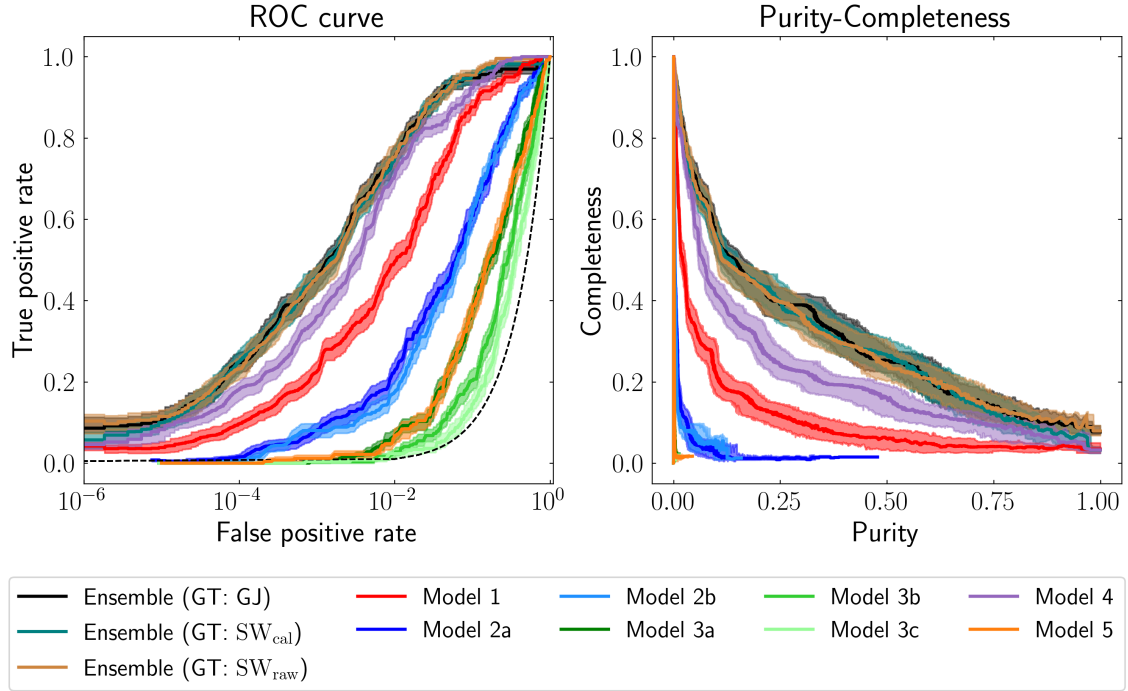 ROC curve
True positive rate
1.0
0.8
0.6
0.4
0.2
0.0
10⁻⁶
10⁻⁴
10⁻²
10⁰
False positive rate
Purity-Completeness
Completeness
1.0
0.8
0.6
0.4
0.2
0.0
0.00
0.25
0.50
0.75
1.00
Purity
Ensemble (GT: GJ)
Ensemble (GT: SW_cal)
Ensemble (GT: SW_raw)
Model 1
Model 2a
Model 2b
Model 3a
Model 3b
Model 3c
Model 4
Model 5